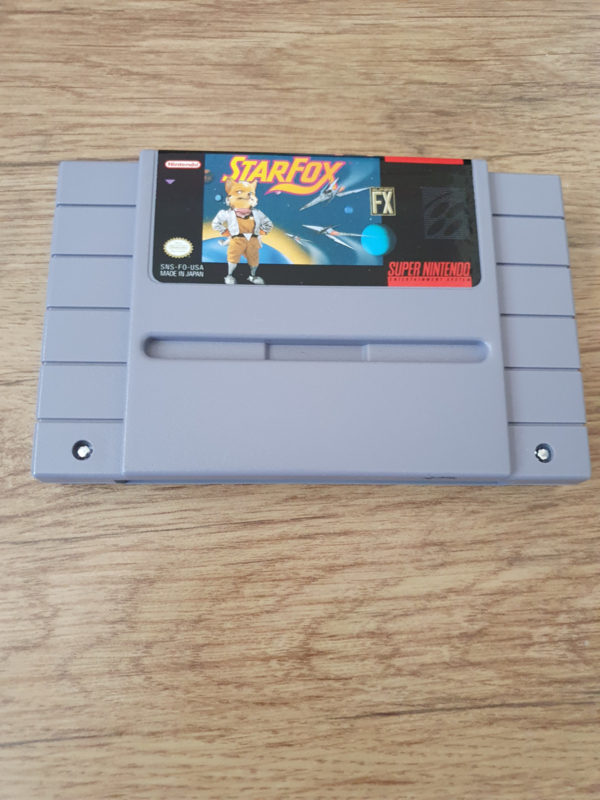 Nintendo
STARFOX
FX
SNS-FO-USA
MADE IN JAPAN
SUPER NINTENDO
ENTERTAINMENT SYSTEM